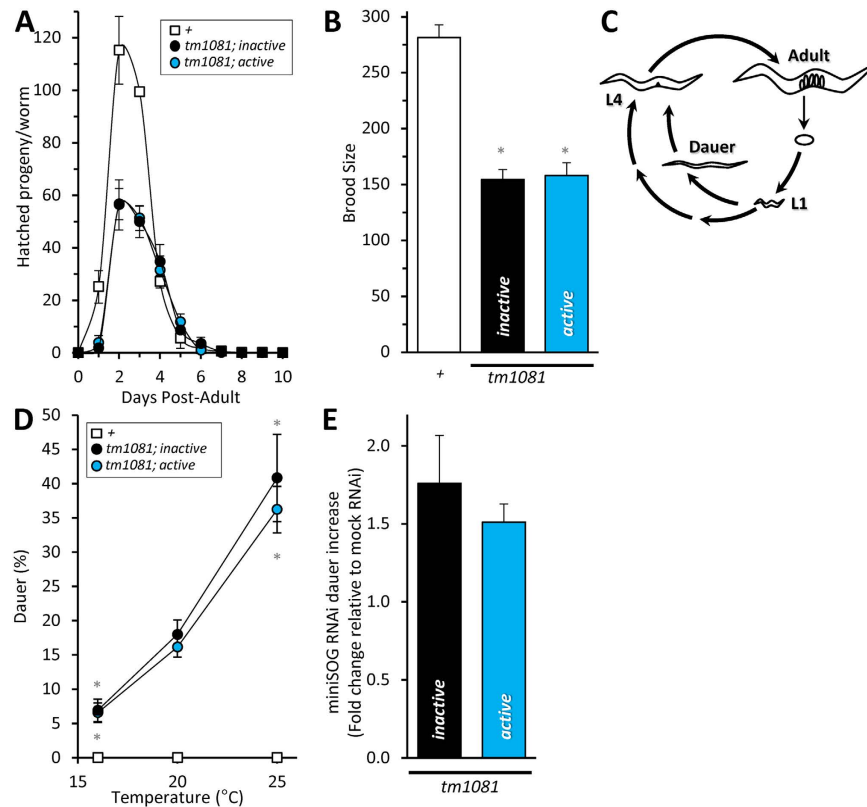 A
Hatched progeny/worm
120
100
80
60
40
20
0
0 2 4 6 8 10
Days Post-Adult
+
tm1081; inactive
tm1081; active
B
Brood Size
300
250
200
150
100
50
0
* *
inactive
active
+
tm1081
C
Adult
L4
Dauer
L1
D
Dauer (%)
50
45
40
35
30
25
20
15
10
5
0
15 20 25
Temperature (°C)
+
tm1081; inactive
tm1081; active
*
*
*
*
E
miniSOG RNAi dauer increase
(Fold change relative to mock RNAi)
2.0
1.5
1.0
0.5
0.0
inactive
active
tm1081